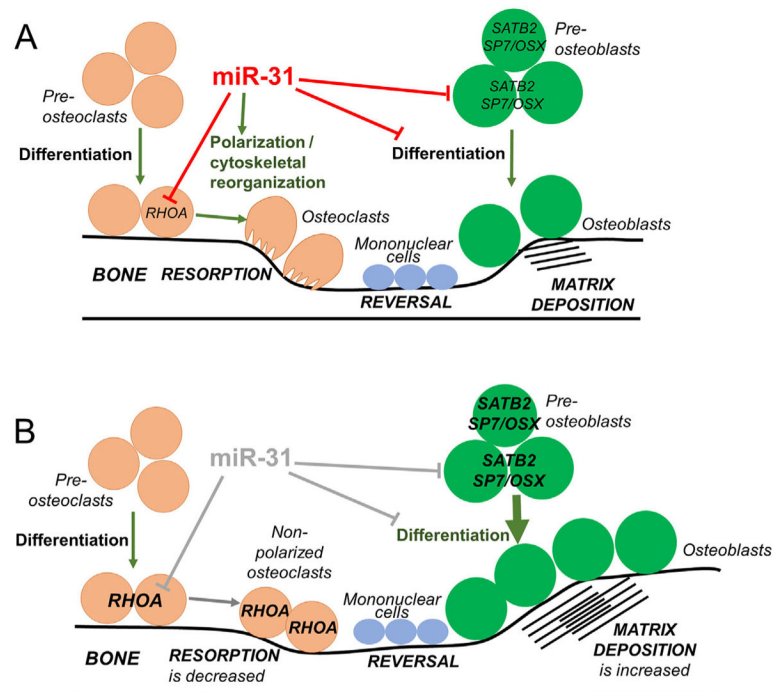 A
Pre-
osteoclasts
miR-31
SATB2
SP7/OSX
SATB2
SP7/OSX
Pre-
osteoblasts
Differentiation
Polarization /
cytoskeletal
reorganization
Differentiation
RHOA
Osteoclasts
Mononuclear
cells
Osteoblasts
BONE
RESORPTION
REVERSAL
MATRIX
DEPOSITION
B
Pre-
osteoclasts
miR-31
SATB2
SP7/OSX
SATB2
SP7/OSX
Pre-
osteoblasts
Differentiation
Non-
polarized
osteoclasts
Differentiation
RHOA
RHOA
RHOA
Mononuclear
cells
Osteoblasts
BONE
RESORPTION
is decreased
REVERSAL
MATRIX
DEPOSITION
is increased